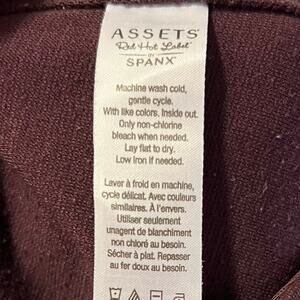 ASSETS®
Red Hot Label®
BY
SPANX®
Machine wash cold,
gentle cycle.
With like colors. Inside out.
Only non-chlorine
bleach when needed.
Lay flat to dry.
Low iron if needed.
Laver à froid en machine,
cycle délicat. Avec couleurs
similaires. À l'envers.
Utiliser seulement
unagent de blanchiment
non chloré au besoin.
Sécher à plat. Repasser
au fer doux au besoin.